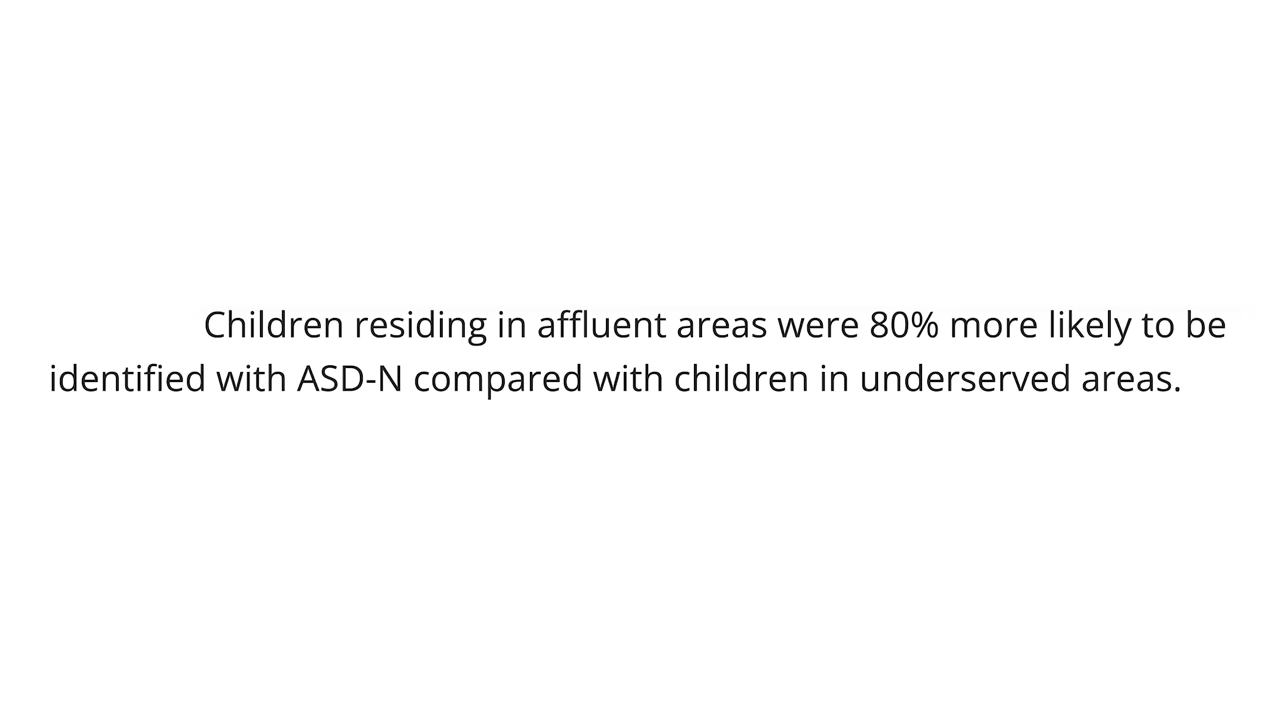 Children residing in affluent areas were 80% more likely to be
identified with ASD-N compared with children in underserved areas.